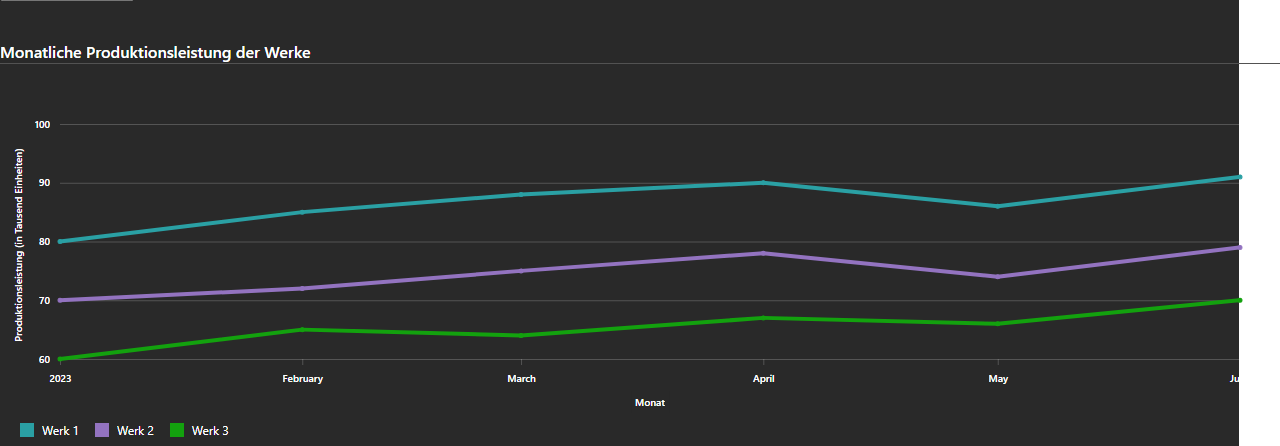 Monatliche Produktionsleistung der Werke
Produktionsleistung (in Tausend Einheiten)
100
90
80
70
60
2023 February March April May Ju
Monat
Werk 1 Werk 2 Werk 3